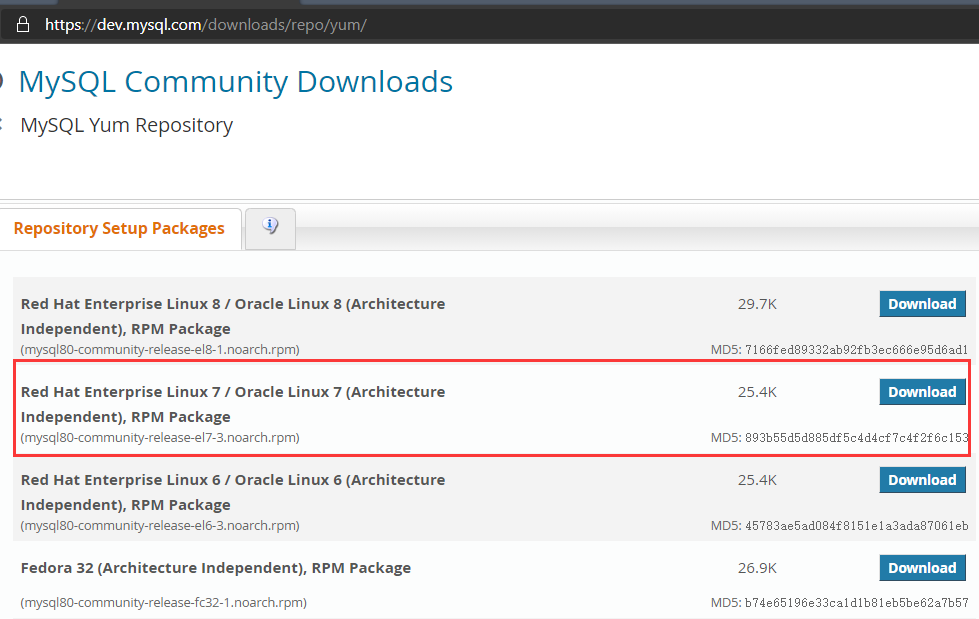 https://dev.mysql.com/downloads/repo/yum/
MySQL Community Downloads
MySQL Yum Repository
Repository Setup Packages
Red Hat Enterprise Linux 8 / Oracle Linux 8 (Architecture
Independent), RPM Package
29.7K
Download
(mysql80-community-release-el8-1.noarch.rpm)
MD5: 7166fed89332ab92fb3ec666e95d6ad1
Red Hat Enterprise Linux 7 / Oracle Linux 7 (Architecture
Independent), RPM Package
25.4K
Download
(mysql80-community-release-el7-3.noarch.rpm)
MD5: 893b55d5d885df5c4d4cf7c4f2f6c153
Red Hat Enterprise Linux 6 / Oracle Linux 6 (Architecture
Independent), RPM Package
25.4K
Download
(mysql80-community-release-el6-3.noarch.rpm)
MD5: 45783ae5ad084f8151e1a3ada87061eb
Fedora 32 (Architecture Independent), RPM Package
26.9K
Download
(mysql80-community-release-fc32-1.noarch.rpm)
MD5: b74e65196e33ca1d1b81eb5be62a7b57